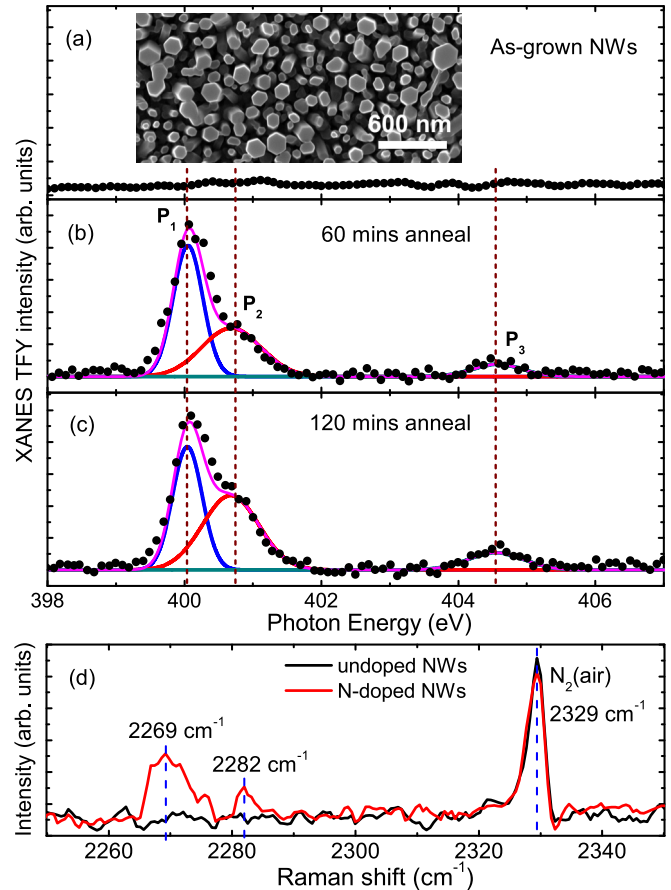 (a)
As-grown NWs
600 nm
XANES TFY intensity (arb. units)
P₁
(b)
60 mins anneal
P₂
P₃
(c)
120 mins anneal
398 400 402 404 406
Photon Energy (eV)
(d)
undoped NWs
N-doped NWs
N₂(air)
2329 cm⁻¹
2269 cm⁻¹
2282 cm⁻¹
Intensity (arb. units)
2260 2280 2300 2320 2340
Raman shift (cm⁻¹)